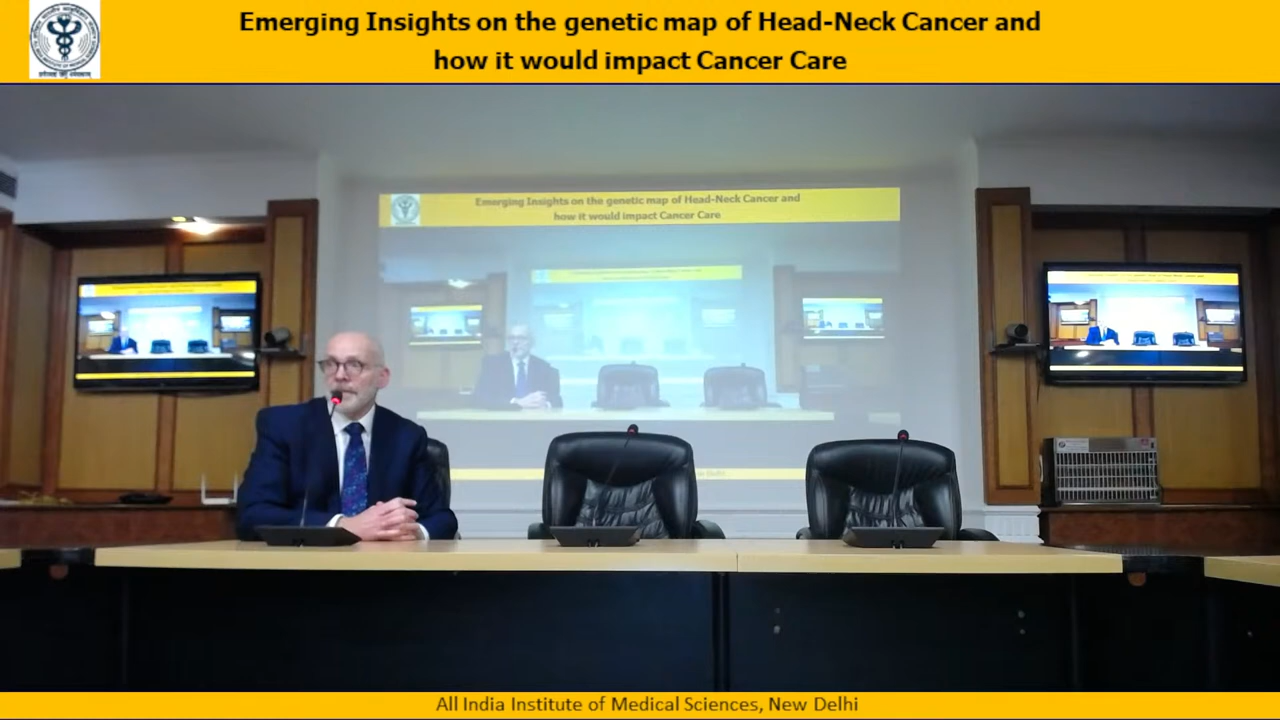 Emerging Insights on the genetic map of Head-Neck Cancer and
how it would impact Cancer Care
Emerging Insights on the genetic map of Head-Neck Cancer and
how it would impact Cancer Care
All India Institute of Medical Sciences, New Delhi